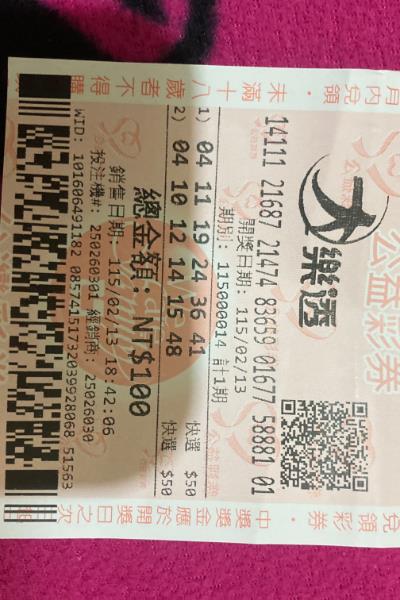 月內兌領
未滿十八歲者不得購
大樂透
公益彩券
14111 21687 21474 83659 01677 58881 01
開獎日期: 115/02/13
期別: 115000014 計1期
1) 04 11 19 24 36 41 快選 $50
2) 04 10 12 14 15 48 快選 $50
總金額: NT$100
銷售日期: 115/02/13 18:42:06
投注機#: 250260301 經銷商: 25026030
WID: 101606491182 085741517320399280​68 51563
兌領彩券
中獎獎金應於開獎日之次